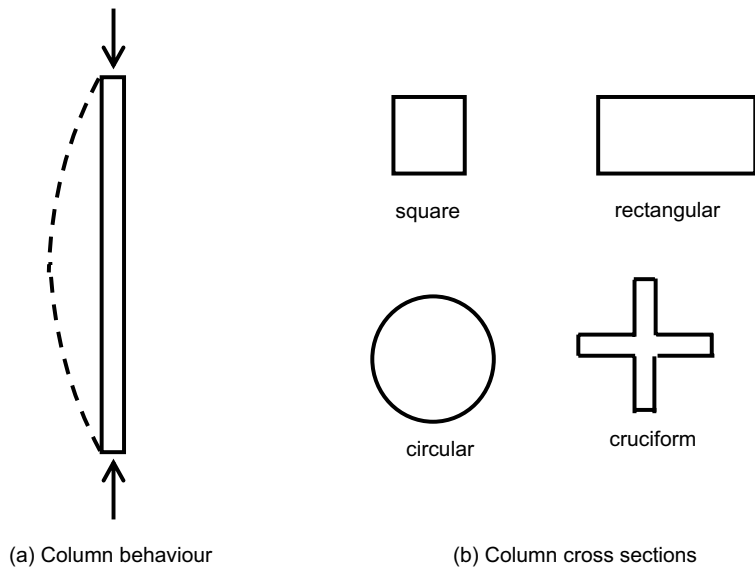 square
rectangular
circular
cruciform
(a) Column behaviour
(b) Column cross sections